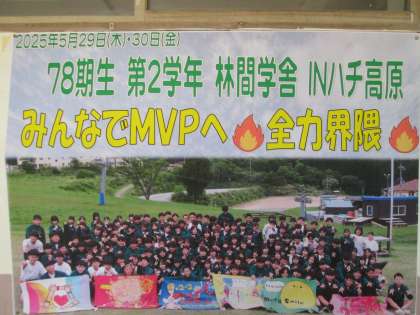 2025年5月29日(木)・30日(金)
78期生 第2学年 林間学舎 INハチ高原
みんなでMVPへ🔥全力界隈🔥